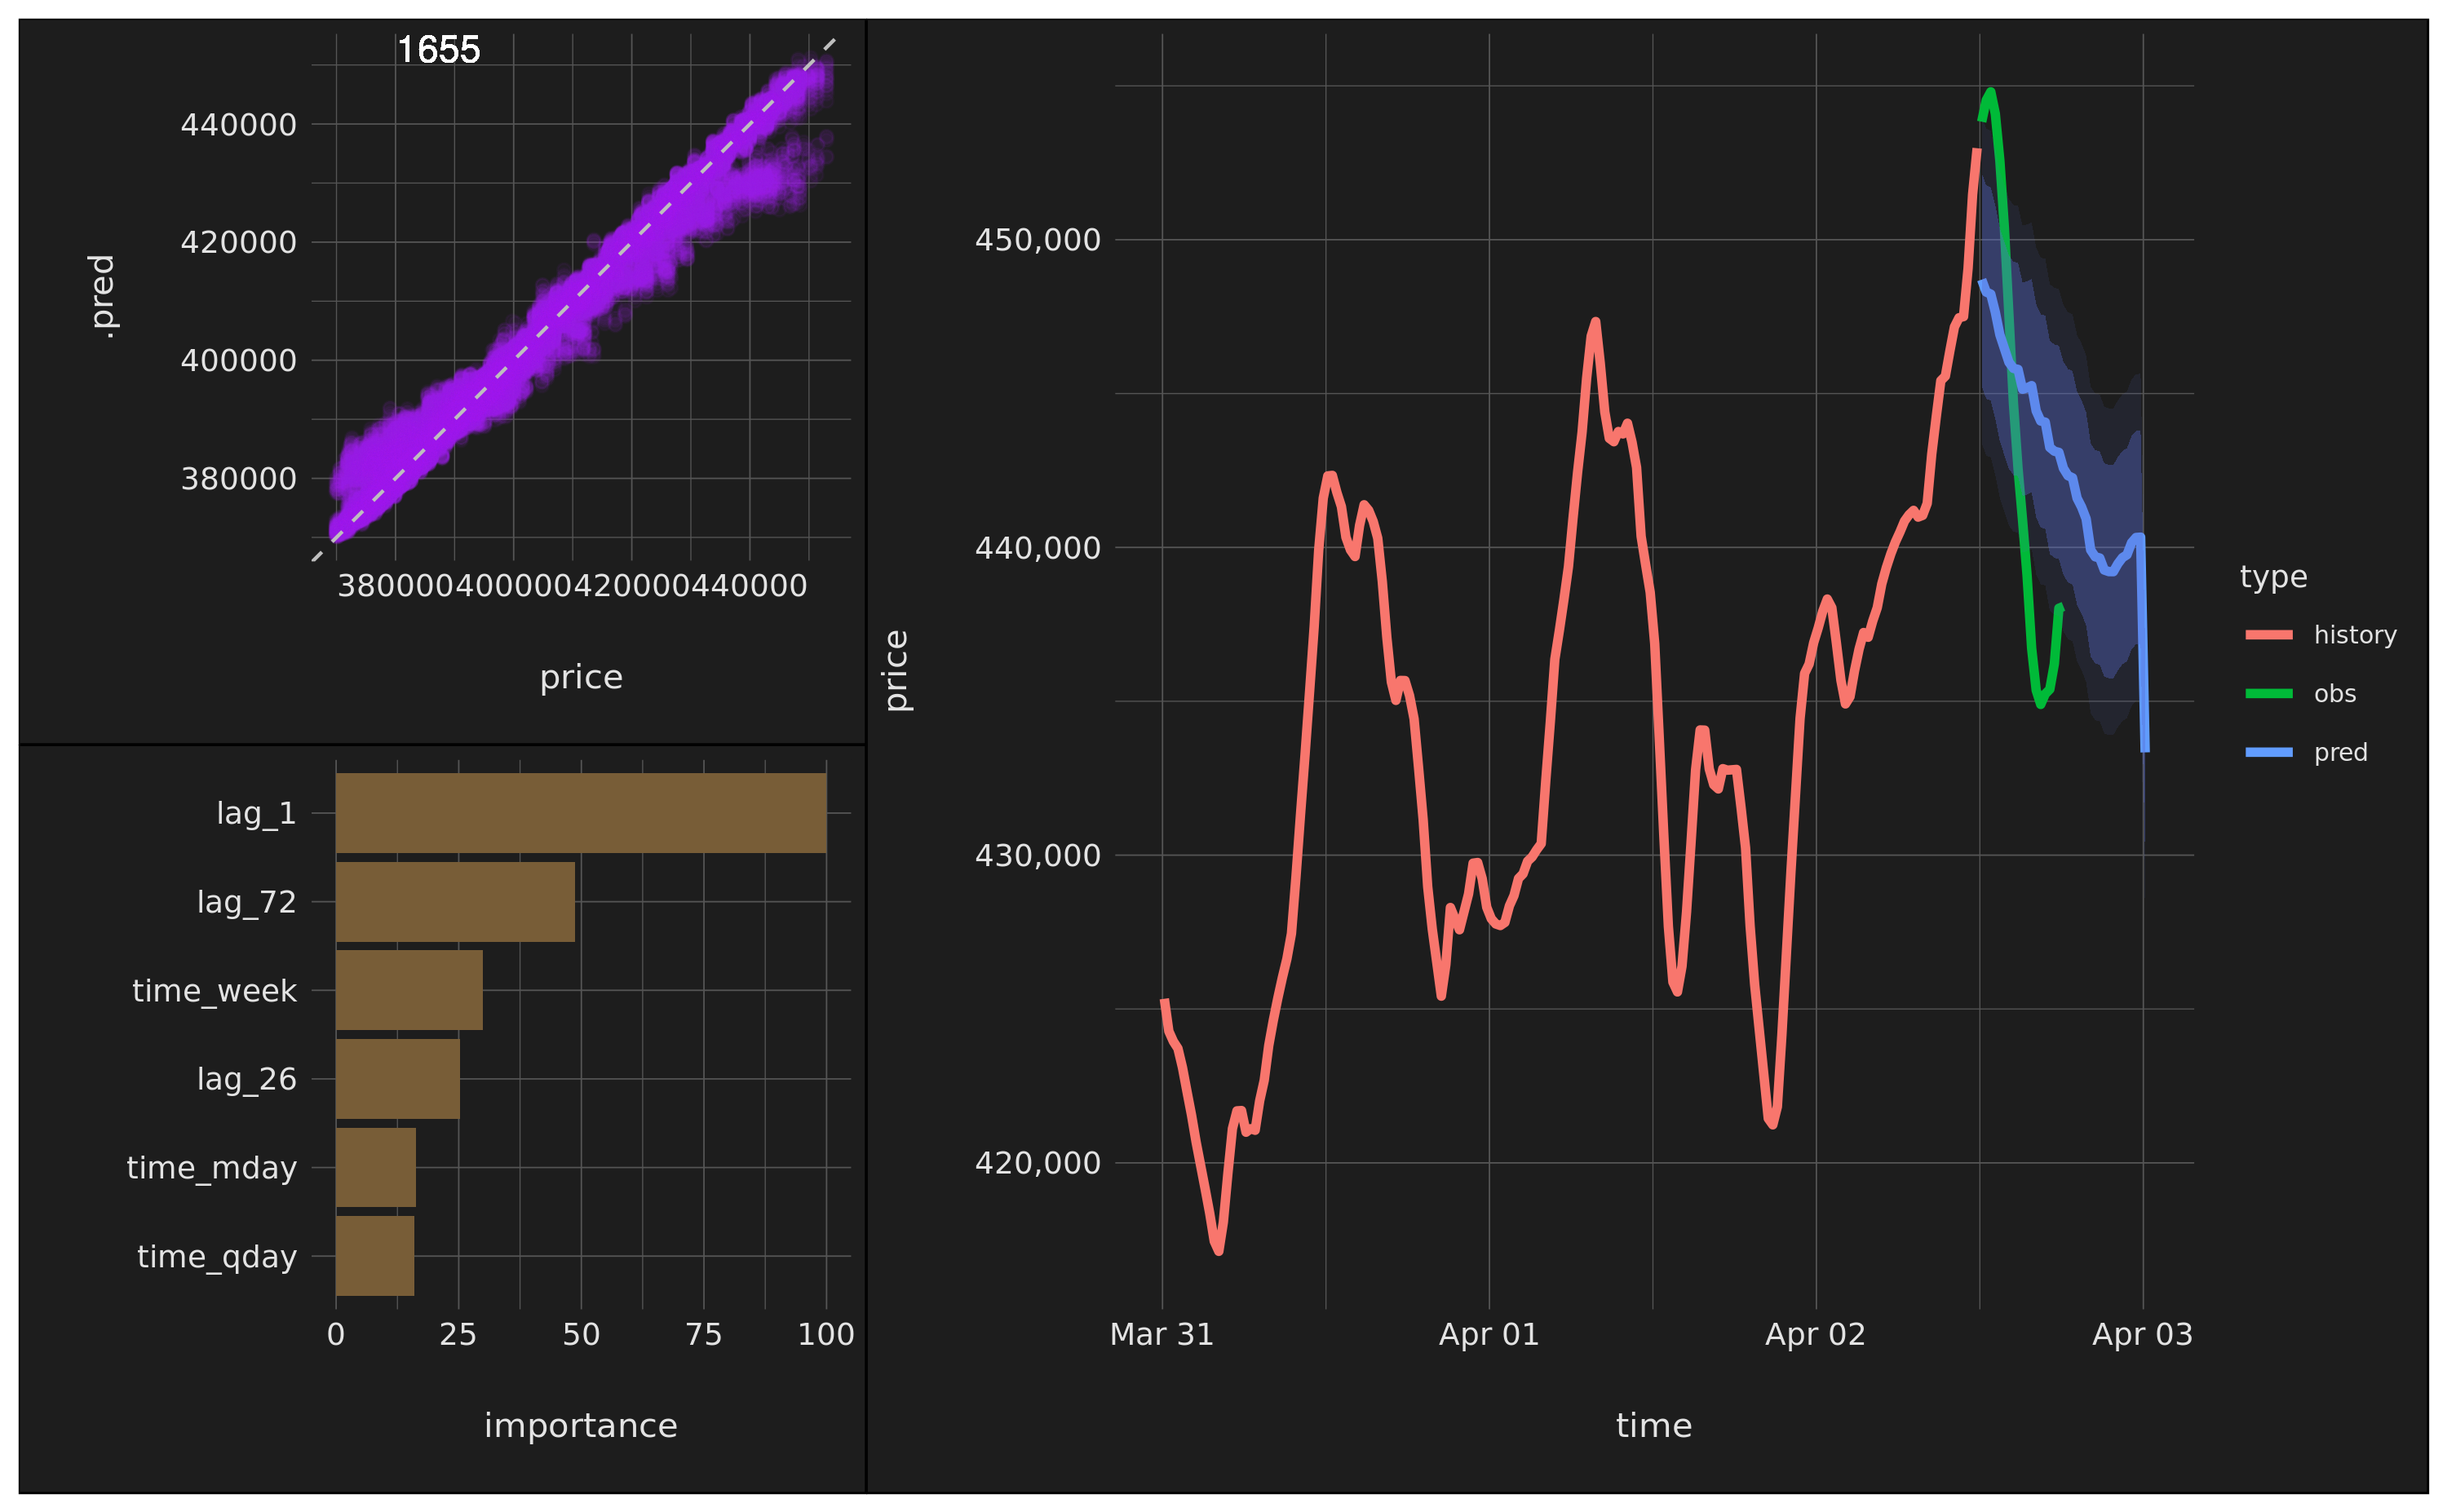 1655
440000
420000
400000
380000
.pred
380000400000420000440000
price
lag_1
lag_72
time_week
lag_26
time_mday
time_qday
0 25 50 75 100
importance
450,000
440,000
430,000
420,000
price
Mar 31 Apr 01 Apr 02 Apr 03
time
type
history
obs
pred